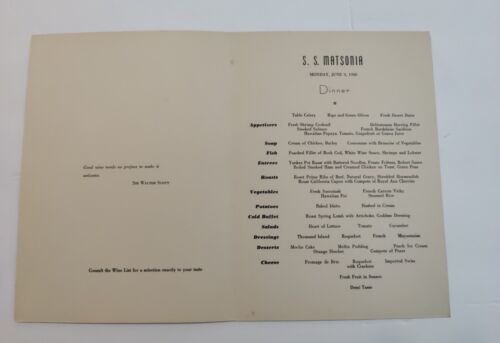 Good wine needs no preface to make it
welcome.
SIR WALTER SCOTT
Consult the Wine List for a selection exactly to your taste
S. S. MATSONIA
MONDAY, JUNE 3, 1940
Dinner
Table Celery Ripe and Green Olives Fresh Desert Dates
Appetizers Fresh Shrimp Cocktail Delicatessen Herring Fillet
Smoked Salmon French Bordelaise Sardines
Hawaiian Papaya, Tomato, Grapefruit or Guava Juice
Soup Cream of Chicken, Barley Consomme with Brunoise of Vegetables
Fish Poached Fillet of Rock Cod, White Wine Sauce, Shrimps and Lobster
Entrees Yankee Pot Roast with Buttered Noodles, Potato Fritters, Robert Sauce
Boiled Smoked Ham and Creamed Chicken on Toast, Green Peas
Roasts Roast Prime Ribs of Beef, Natural Gravy, Shredded Horseradish
Roast California Capon with Compote of Royal Ann Cherries
Vegetables Fresh Succotash French Carrots Vichy
Hawaiian Poi Steamed Rice
Potatoes Baked Idaho Hashed in Cream
Cold Buffet Roast Spring Lamb with Artichoke, Goddess Dressing
Salads Heart of Lettuce Tomato Cucumber
Dressings Thousand Island Roquefort French Mayonnaise
Desserts Mocha Cake Melba Pudding Peach Ice Cream
Orange Sherbet Compote of Pears
Cheese Fromage de Brie Roquefort Imported Swiss
with Crackers
Fresh Fruit in Season
Demi Tasse